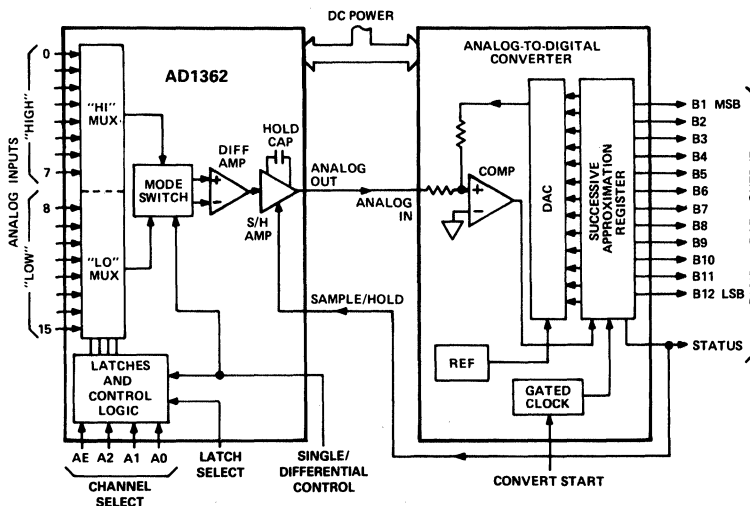 DC POWER
AD1362
ANALOG-TO-DIGITAL
CONVERTER
ANALOG INPUTS
"HIGH"
"LOW"
0
7
8
15
"HI"
MUX
"LO"
MUX
MODE
SWITCH
DIFF
AMP
HOLD
CAP
S/H
AMP
ANALOG
OUT
ANALOG
IN
COMP
DAC
SUCCESSIVE
APPROXIMATION
REGISTER
B1 MSB
B2
B3
B4
B5
B6
B7
B8
B9
B10
B11
B12 LSB
STATUS
SAMPLE/HOLD
REF
GATED
CLOCK
LATCHES
AND
CONTROL
LOGIC
AE A2 A1 A0
CHANNEL
SELECT
LATCH
SELECT
SINGLE/
DIFFERENTIAL
CONTROL
CONVERT START